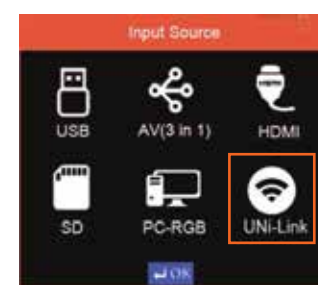 Input Source
USB AV(3 in 1) HDMI
SD PC-RGB UNi-Link
OK